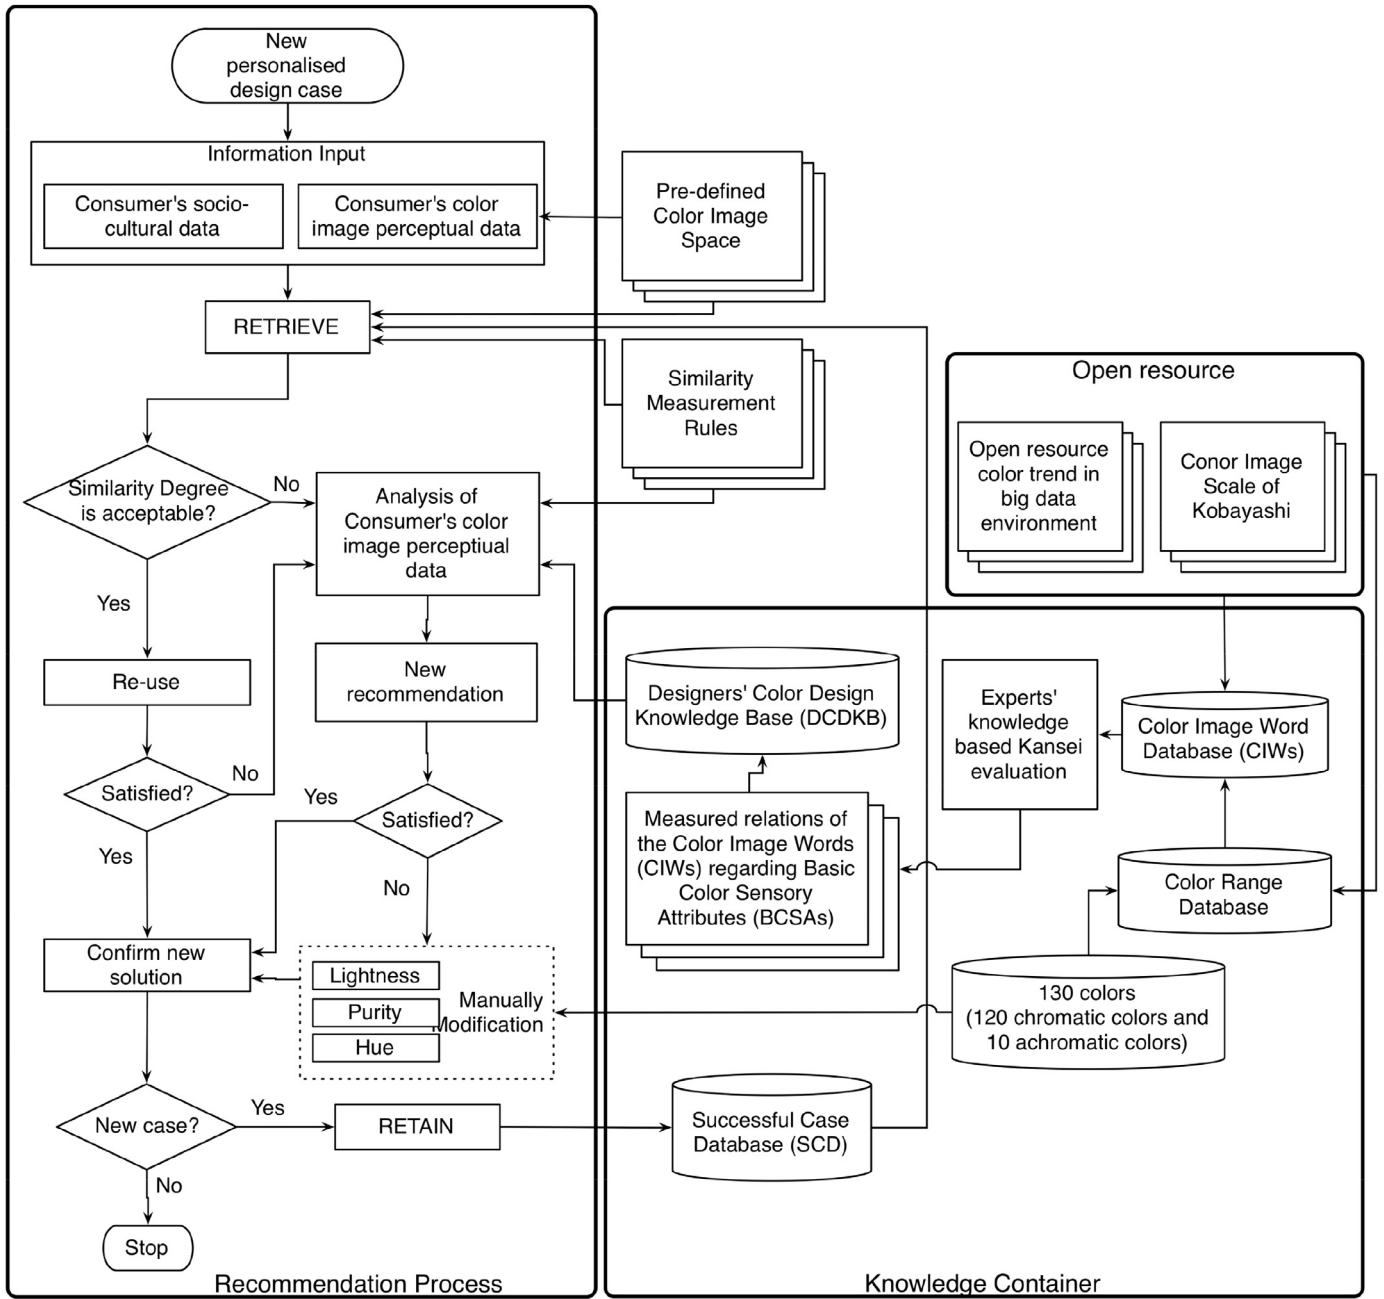 New
personalised
design case
Information Input
Consumer's socio-
cultural data
Consumer's color
image perceptual data
Pre-defined
Color Image
Space
RETRIEVE
Similarity
Measurement
Rules
Open resource
Open resource
color trend in
big data
environment
Conor Image
Scale of
Kobayashi
Similarity Degree
is acceptable?
No
Analysis of
Consumer's color
image perceptiual
data
Yes
New
recommendation
Re-use
Designers' Color Design
Knowledge Base (DCDKB)
Experts'
knowledge
based Kansei
evaluation
Color Image Word
Database (CIWs)
Satisfied?
No
Yes
Satisfied?
Yes
No
Measured relations of
the Color Image Words
(CIWs) regarding Basic
Color Sensory
Attributes (BCSAs)
Color Range
Database
Confirm new
solution
Lightness
Purity
Hue
Manually
Modification
130 colors
(120 chromatic colors and
10 achromatic colors)
New case?
Yes
RETAIN
Successful Case
Database (SCD)
No
Stop
Recommendation Process
Knowledge Container